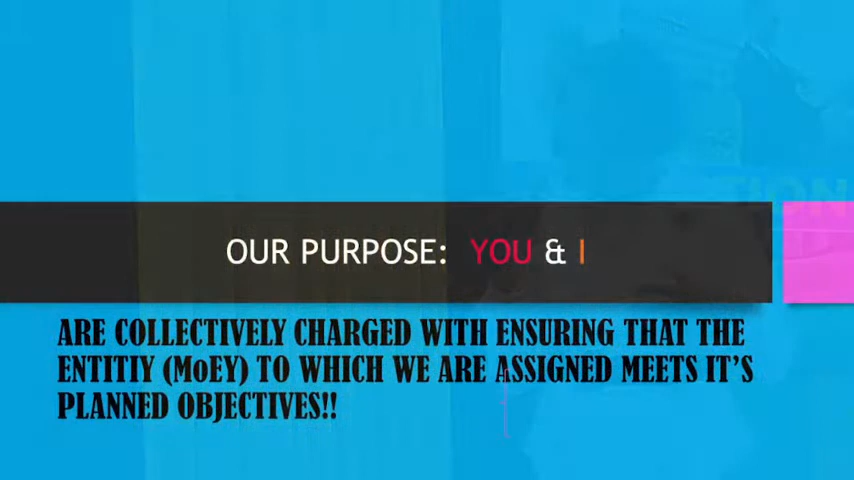 OUR PURPOSE: YOU & I
ARE COLLECTIVELY CHARGED WITH ENSURING THAT THE
ENTITIY (MoEY) TO WHICH WE ARE ASSIGNED MEETS IT'S
PLANNED OBJECTIVES!!